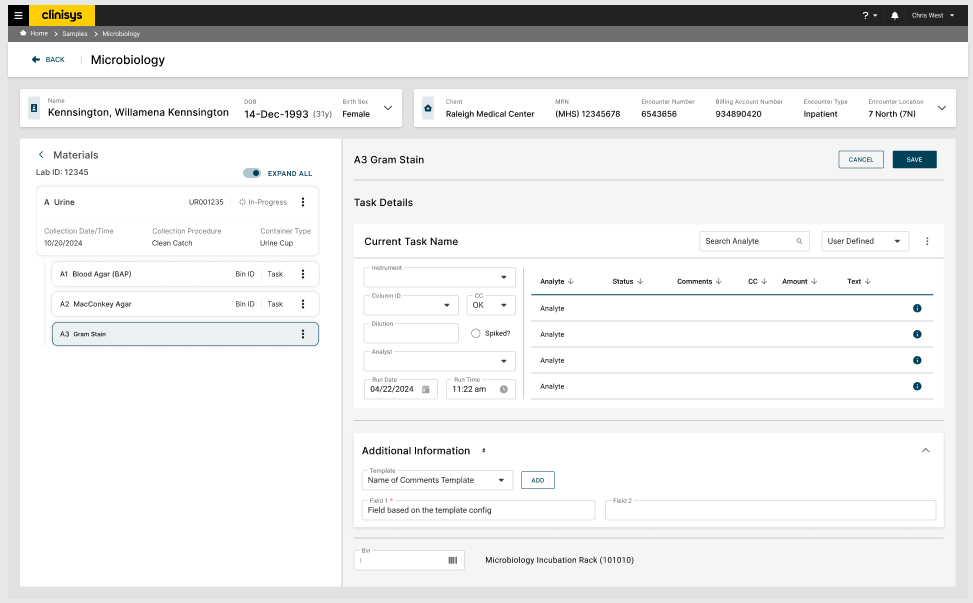 clinisys
? Chris West
Home > Samples > Microbiology
BACK Microbiology
Name
Kennsington, Willamena Kennsington
DOB
14-Dec-1993 (31y)
Birth Sex
Female
Client
Raleigh Medical Center
MRN
(MHS) 12345678
Encounter Number
6543656
Billing Account Number
934890420
Encounter Type
Inpatient
Encounter Location
7 North (7N)
Materials
Lab ID: 12345
EXPAND ALL
A Urine UR001235 In-Progress
Collection Date/Time Collection Procedure Container Type
10/20/2024 Clean Catch Urine Cup
A1 Blood Agar (BAP) Bin ID Task
A2 MacConkey Agar Bin ID Task
A3 Gram Stain
A3 Gram Stain
CANCEL SAVE
Task Details
Current Task Name
Search Analyte
User Defined
Instrument
Column ID
CC
OK
Dilution
Spiked?
Analyst
Run Date
04/22/2024
Run Time
11:22 am
Analyte Status Comments CC Amount Text
Analyte
Analyte
Analyte
Analyte
Additional Information #
Template
Name of Comments Template
ADD
Field 1 *
Field based on the template config
Field 2
Bin
Microbiology Incubation Rack (101010)